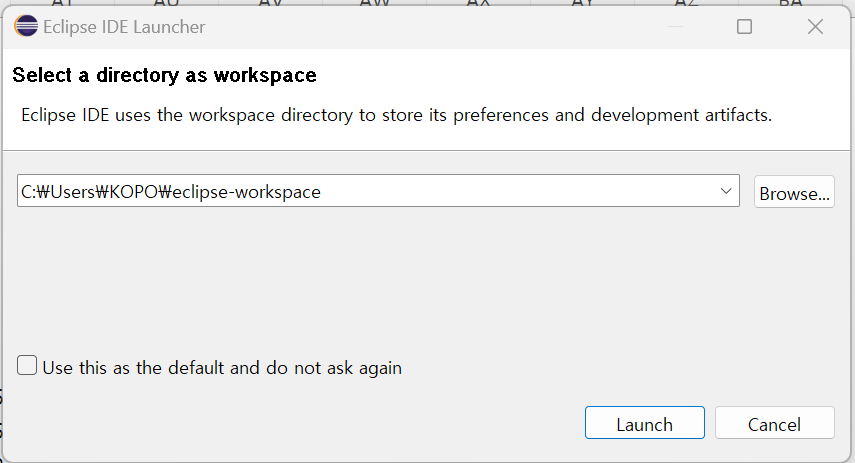 Eclipse IDE Launcher
Select a directory as workspace
Eclipse IDE uses the workspace directory to store its preferences and development artifacts.
C:₩Users₩KOPO₩eclipse-workspace
Browse...
Use this as the default and do not ask again
Launch
Cancel